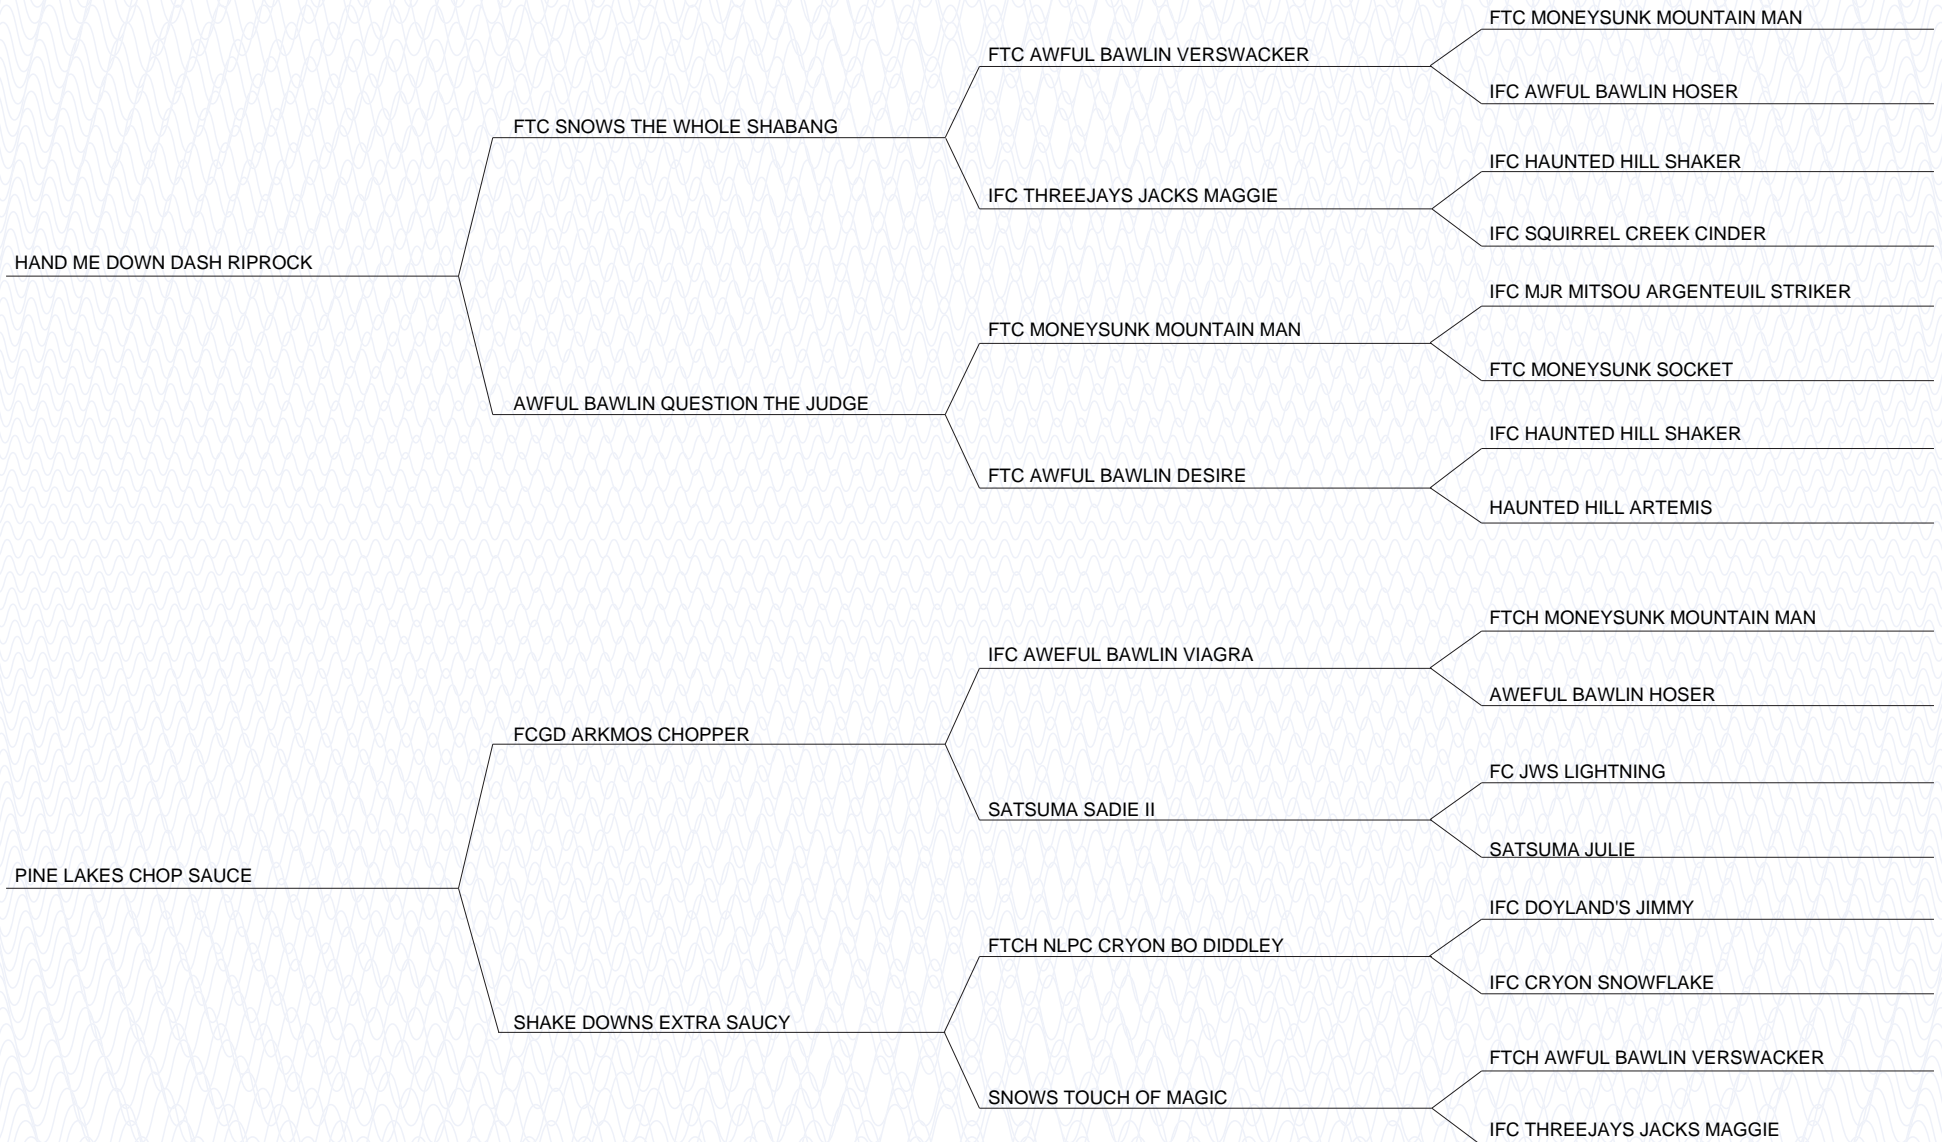 FTC MONEYSUNK MOUNTAIN MAN
FTC AWFUL BAWLIN VERSWACKER
IFC AWFUL BAWLIN HOSER
FTC SNOWS THE WHOLE SHABANG
IFC HAUNTED HILL SHAKER
IFC THREEJAYS JACKS MAGGIE
IFC SQUIRREL CREEK CINDER
HAND ME DOWN DASH RIPROCK
IFC MJR MITSOU ARGENTEUIL STRIKER
FTC MONEYSUNK MOUNTAIN MAN
FTC MONEYSUNK SOCKET
AWFUL BAWLIN QUESTION THE JUDGE
IFC HAUNTED HILL SHAKER
FTC AWFUL BAWLIN DESIRE
HAUNTED HILL ARTEMIS
FTCH MONEYSUNK MOUNTAIN MAN
IFC AWEFUL BAWLIN VIAGRA
AWEFUL BAWLIN HOSER
FCGD ARKMOS CHOPPER
FC JWS LIGHTNING
SATSUMA SADIE II
SATSUMA JULIE
PINE LAKES CHOP SAUCE
IFC DOYLAND'S JIMMY
FTCH NLPC CRYON BO DIDDLEY
IFC CRYON SNOWFLAKE
SHAKE DOWNS EXTRA SAUCY
FTCH AWFUL BAWLIN VERSWACKER
SNOWS TOUCH OF MAGIC
IFC THREEJAYS JACKS MAGGIE